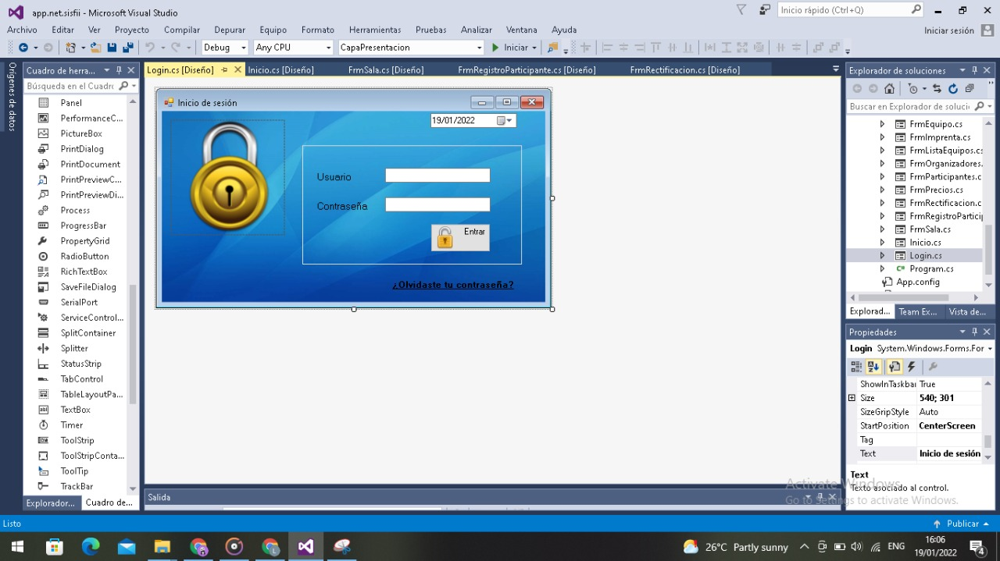 app.net.sisfii - Microsoft Visual Studio
Inicio rápido (Ctrl+Q)
Archivo Editar Ver Proyecto Compilar Depurar Equipo Formato Herramientas Pruebas Analizar Ventana Ayuda
Iniciar sesión
Debug Any CPU CapaPresentacion Iniciar
Orígenes de datos
Cuadro de herra...
Búsqueda en el Cuadro
Panel
PerformanceC...
PictureBox
PrintDialog
PrintDocument
PrintPreviewC...
PrintPreviewDi...
Process
ProgressBar
PropertyGrid
RadioButton
RichTextBox
SaveFileDialog
SerialPort
ServiceControl...
SplitContainer
Splitter
StatusStrip
TabControl
TableLayoutPa...
TextBox
Timer
ToolStrip
ToolStripConta...
ToolTip
TrackBar
Explorador... Cuadro de...
Login.cs [Diseño] Inicio.cs [Diseño] FrmSala.cs [Diseño] FrmRegistroParticipante.cs [Diseño] FrmRectificacion.cs [Diseño]
Inicio de sesión
19/01/2022
Usuario
Contraseña
Entrar
¿Olvidaste tu contraseña?
Salida
Explorador de soluciones
Buscar en Explorador de soluci
FrmEquipo.cs
FrmImprenta.cs
FrmListaEquipos.cs
FrmOrganizadores.
FrmParticipantes.c
FrmPrecios.cs
FrmRectificacion.c
FrmRegistroPartici
FrmSala.cs
Inicio.cs
Login.cs
Program.cs
App.config
Explorad... Team Ex... Vista de...
Propiedades
Login System.Windows.Forms.For
ShowInTaskbar True
Size 540; 301
SizeGripStyle Auto
StartPosition CenterScreen
Tag
Text Inicio de sesión
Text
Texto asociado al control.
Activate Windows
Go to Settings to activate Windows.
Listo
Publicar
26°C Partly sunny
ENG
16:06
19/01/2022
4